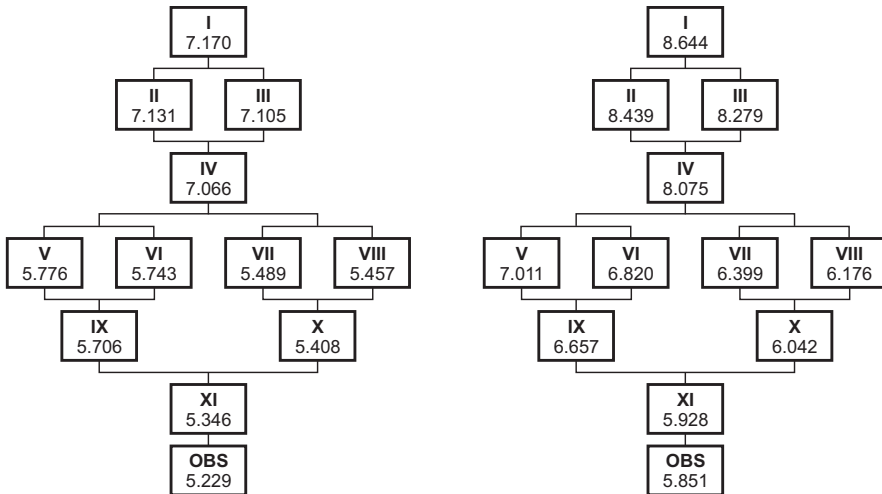 I
7.170
II
7.131
III
7.105
IV
7.066
V
5.776
VI
5.743
VII
5.489
VIII
5.457
IX
5.706
X
5.408
XI
5.346
OBS
5.229
I
8.644
II
8.439
III
8.279
IV
8.075
V
7.011
VI
6.820
VII
6.399
VIII
6.176
IX
6.657
X
6.042
XI
5.928
OBS
5.851